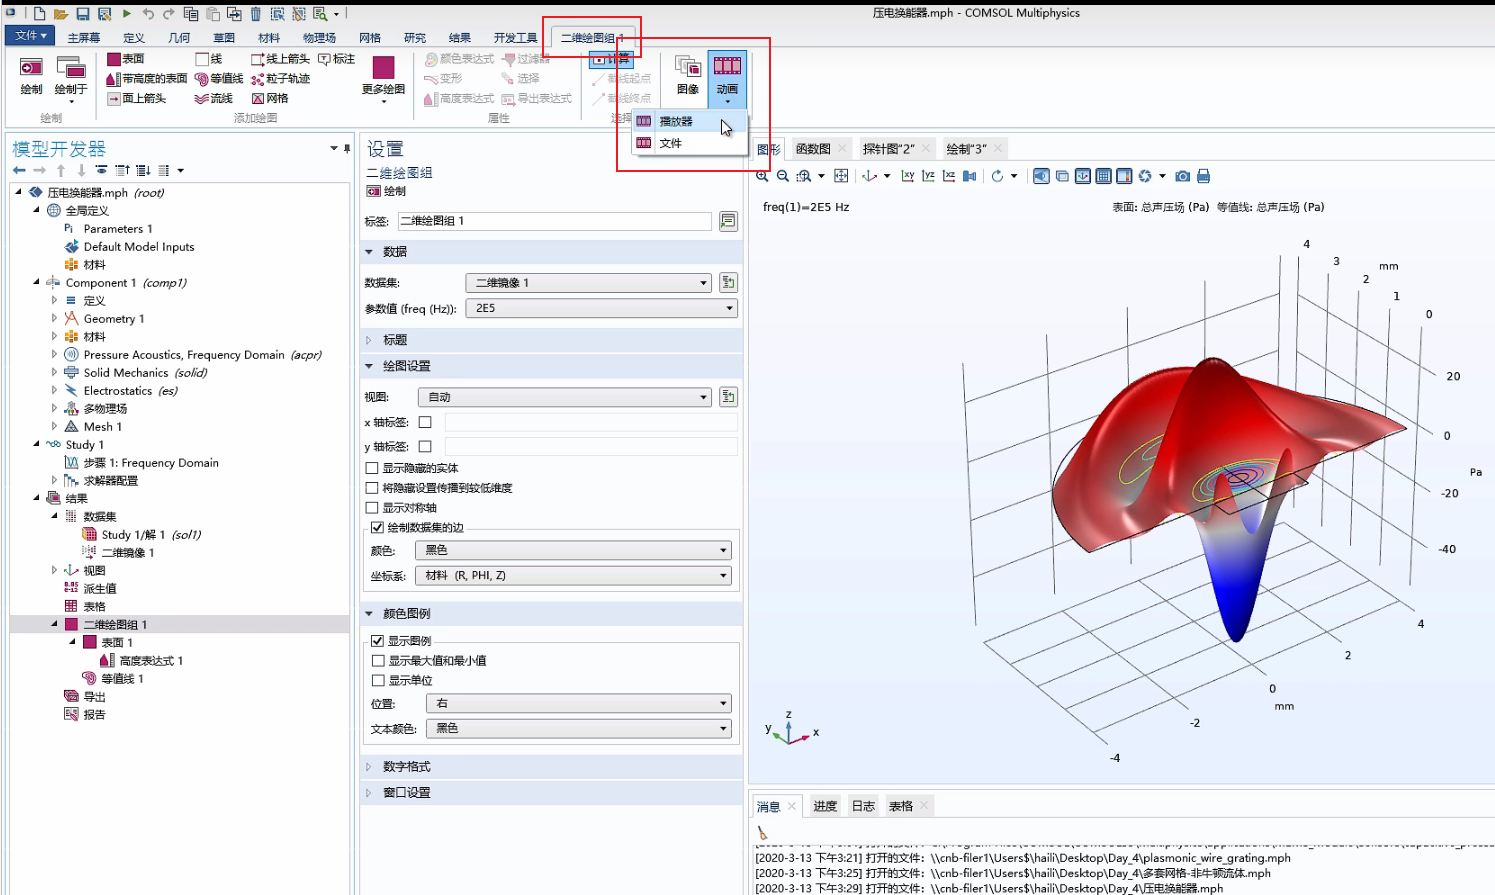 压电换能器.mph - COMSOL Multiphysics
文件 主屏幕 定义 几何 草图 材料 物理场 网格 研究 结果 开发工具 二维绘图组 1
绘制 绘制于
绘制
表面 线 线上箭头 标注
带高度的表面 等值线 粒子轨迹
面上箭头 流线 网格
更多绘图
添加绘图
颜色表达式 过滤器
变形 选择
高度表达式 导出表达式
属性
计算
截线起点
截线终点
选择
图像 动画
播放器
文件
模型开发器
压电换能器.mph (root)
全局定义
Pi Parameters 1
Default Model Inputs
材料
Component 1 (comp1)
定义
Geometry 1
材料
Pressure Acoustics, Frequency Domain (acpr)
Solid Mechanics (solid)
Electrostatics (es)
多物理场
Mesh 1
Study 1
步骤 1: Frequency Domain
求解器配置
结果
数据集
Study 1/解 1 (sol1)
二维镜像 1
视图
派生值
表格
二维绘图组 1
表面 1
高度表达式 1
等值线 1
导出
报告
设置
二维绘图组
绘制
标签: 二维绘图组 1
数据
数据集: 二维镜像 1
参数值 (freq (Hz)): 2E5
标题
绘图设置
视图: 自动
x 轴标签:
y 轴标签:
显示隐藏的实体
将隐藏设置传播到较低维度
显示对称轴
绘制数据集的边
颜色: 黑色
坐标系: 材料 (R, PHI, Z)
颜色图例
显示图例
显示最大值和最小值
显示单位
位置: 右
文本颜色: 黑色
数字格式
窗口设置
图形 函数图 探针图"2" 绘制"3"
xy yz xz
freq(1)=2E5 Hz 表面: 总声压场 (Pa) 等值线: 总声压场 (Pa)
4
3
mm
2
1
0
20
0
Pa
-20
-40
4
2
0
mm
-2
-4
z
y
x
消息 进度 日志 表格
[2020-3-13 下午3:21] 打开的文件: \\cnb-filer1\Users$\haili\Desktop\Day_4\plasmonic_wire_grating.mph
[2020-3-13 下午3:25] 打开的文件: \\cnb-filer1\Users$\haili\Desktop\Day_4\多套网格-非牛顿流体.mph
[2020-3-13 下午3:29] 打开的文件: \\cnb-filer1\Users$\haili\Desktop\Day_4\压电换能器.mph